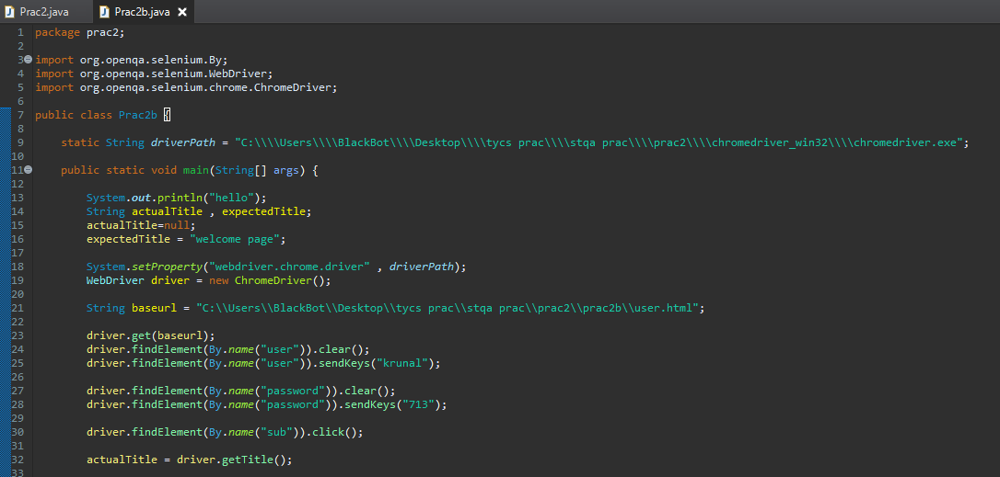 Prac2.java Prac2b.java
1 package prac2;
2
3 import org.openqa.selenium.By;
4 import org.openqa.selenium.WebDriver;
5 import org.openqa.selenium.chrome.ChromeDriver;
6
7 public class Prac2b {
8
9 static String driverPath = "C:\\\\Users\\\\BlackBot\\\\Desktop\\\\tycs prac\\\\stqa prac\\\\prac2\\\\chromedriver_win32\\\\chromedriver.exe";
10
11 public static void main(String[] args) {
12
13 System.out.println("hello");
14 String actualTitle , expectedTitle;
15 actualTitle=null;
16 expectedTitle = "welcome page";
17
18 System.setProperty("webdriver.chrome.driver" , driverPath);
19 WebDriver driver = new ChromeDriver();
20
21 String baseurl = "C:\\Users\\BlackBot\\Desktop\\tycs prac\\stqa prac\\prac2\\prac2b\\user.html";
22
23 driver.get(baseurl);
24 driver.findElement(By.name("user")).clear();
25 driver.findElement(By.name("user")).sendKeys("krunal");
26
27 driver.findElement(By.name("password")).clear();
28 driver.findElement(By.name("password")).sendKeys("713");
29
30 driver.findElement(By.name("sub")).click();
31
32 actualTitle = driver.getTitle();
33